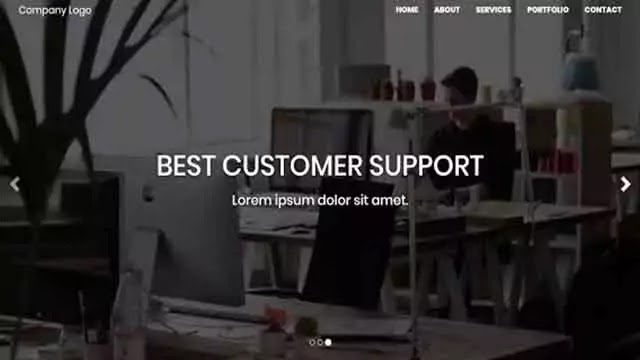 Company Logo
HOME ABOUT SERVICES PORTFOLIO CONTACT
BEST CUSTOMER SUPPORT
Lorem ipsum dolor sit amet.